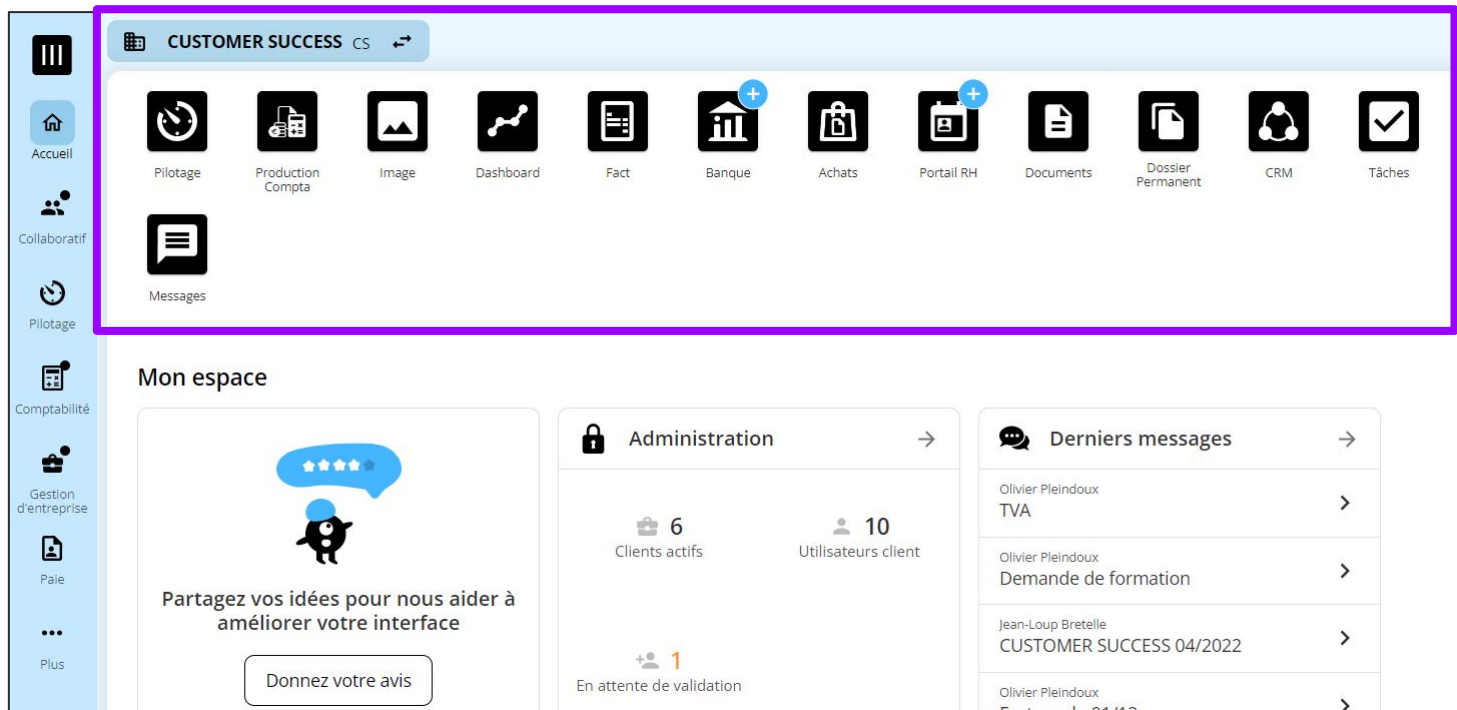 CUSTOMER SUCCESS CS
Accueil
Collaboratif
Pilotage
Comptabilité
Gestion
d'entreprise
Paie
Plus
Pilotage
Production
Compta
Image
Dashboard
Fact
Banque
Achats
Portail RH
Documents
Dossier
Permanent
CRM
Tâches
Messages
Mon espace
Partagez vos idées pour nous aider à
améliorer votre interface
Donnez votre avis
Administration
6
Clients actifs
10
Utilisateurs client
1
En attente de validation
Derniers messages
Olivier Pleindoux
TVA
Olivier Pleindoux
Demande de formation
Jean-Loup Bretelle
CUSTOMER SUCCESS 04/2022
Olivier Pleindoux